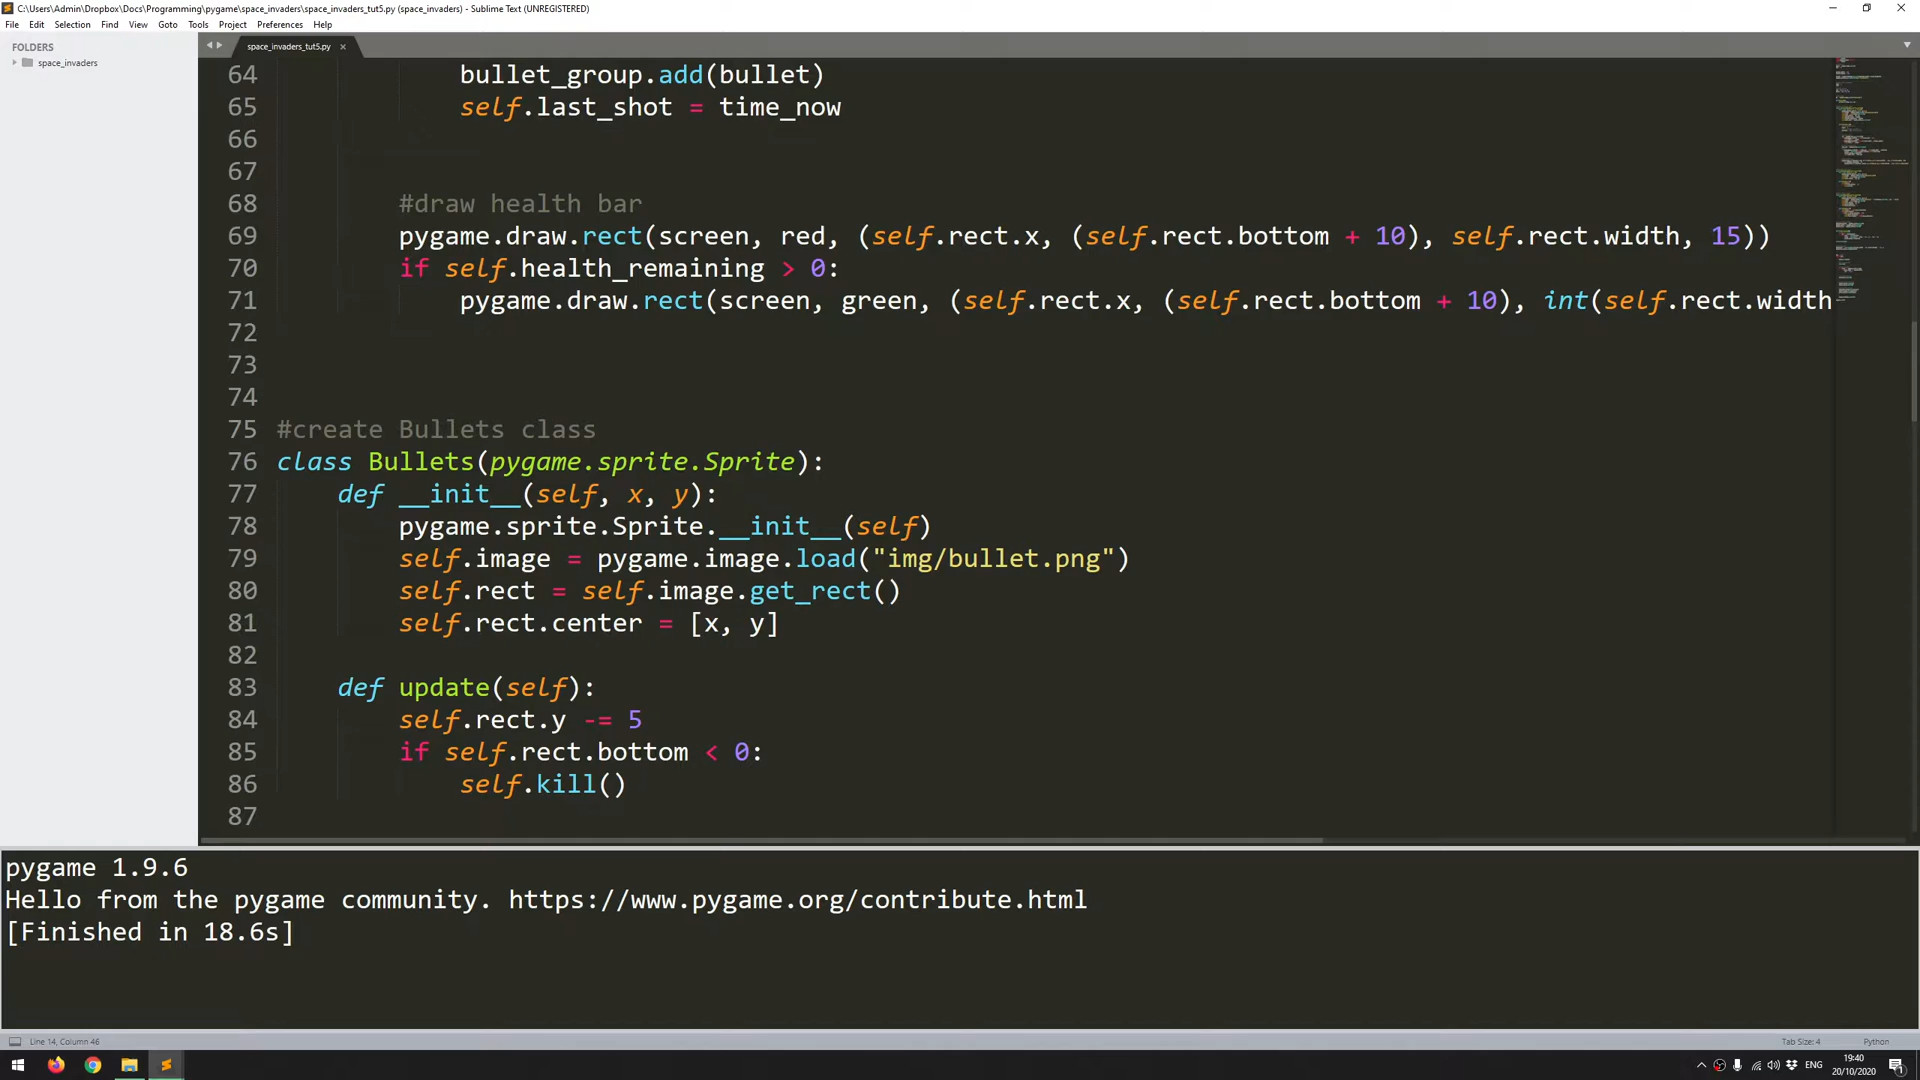 C:\Users\Admin\Dropbox\Docs\Programming\pygame\space_invaders\space_invaders_tut5.py (space_invaders) - Sublime Text (UNREGISTERED)
File Edit Selection Find View Goto Tools Project Preferences Help
FOLDERS
space_invaders
space_invaders_tut5.py
64 bullet_group.add(bullet)
65 self.last_shot = time_now
66
67
68 #draw health bar
69 pygame.draw.rect(screen, red, (self.rect.x, (self.rect.bottom + 10), self.rect.width, 15))
70 if self.health_remaining > 0:
71 pygame.draw.rect(screen, green, (self.rect.x, (self.rect.bottom + 10), int(self.rect.width
72
73
74
75 #create Bullets class
76 class Bullets(pygame.sprite.Sprite):
77 def __init__(self, x, y):
78 pygame.sprite.Sprite.__init__(self)
79 self.image = pygame.image.load("img/bullet.png")
80 self.rect = self.image.get_rect()
81 self.rect.center = [x, y]
82
83 def update(self):
84 self.rect.y -= 5
85 if self.rect.bottom < 0:
86 self.kill()
87
pygame 1.9.6
Hello from the pygame community. https://www.pygame.org/contribute.html
[Finished in 18.6s]
Line 14, Column 46
Tab Size: 4
Python
ENG
19:40
20/10/2020